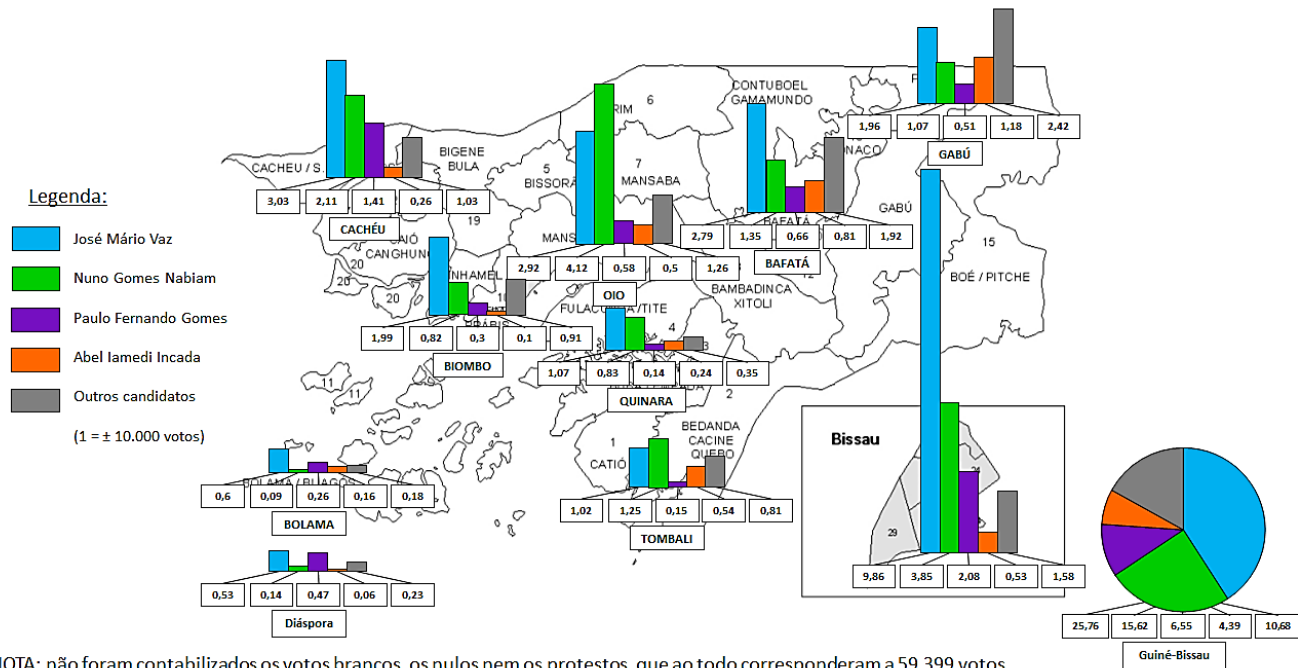 Legenda:
José Mário Vaz
Nuno Gomes Nabiam
Paulo Fernando Gomes
Abel Iamedi Incada
Outros candidatos
(1 = ± 10.000 votos)
1,96 1,07 0,51 1,18 2,42
GABÚ
CONTUBOEL
GAMAMUNDO
6
7
MANSABA
5
BISSORÃ
BIGENE
BULA
19
CACHEU / S.
3,03 2,11 1,41 0,26 1,03
CACHÉU
CANGHUNG
20
20
20
2,92 4,12 0,58 0,5 1,26
OIO
2,79 1,35 0,66 0,81 1,92
BAFATÁ
BAFATÁ
BAMBADINCA
XITOLI
GABÚ
15
BOÉ / PITCHE
1,99 0,82 0,3 0,1 0,91
BIOMBO
4
1,07 0,83 0,14 0,24 0,35
QUINARA
2
11
11
1
CATIÓ
BEDANDA
CACINE
QUEBO
1,02 1,25 0,15 0,54 0,81
TOMBALI
0,6 0,09 0,26 0,16 0,18
BOLAMA
0,53 0,14 0,47 0,06 0,23
Diáspora
Bissau
29
9,86 3,85 2,08 0,53 1,58
25,76 15,62 6,55 4,39 10,68
Guiné-Bissau
NOTA: não foram contabilizados os votos brancos, os nulos nem os protestos, que ao todo corresponderam a 59.399 votos